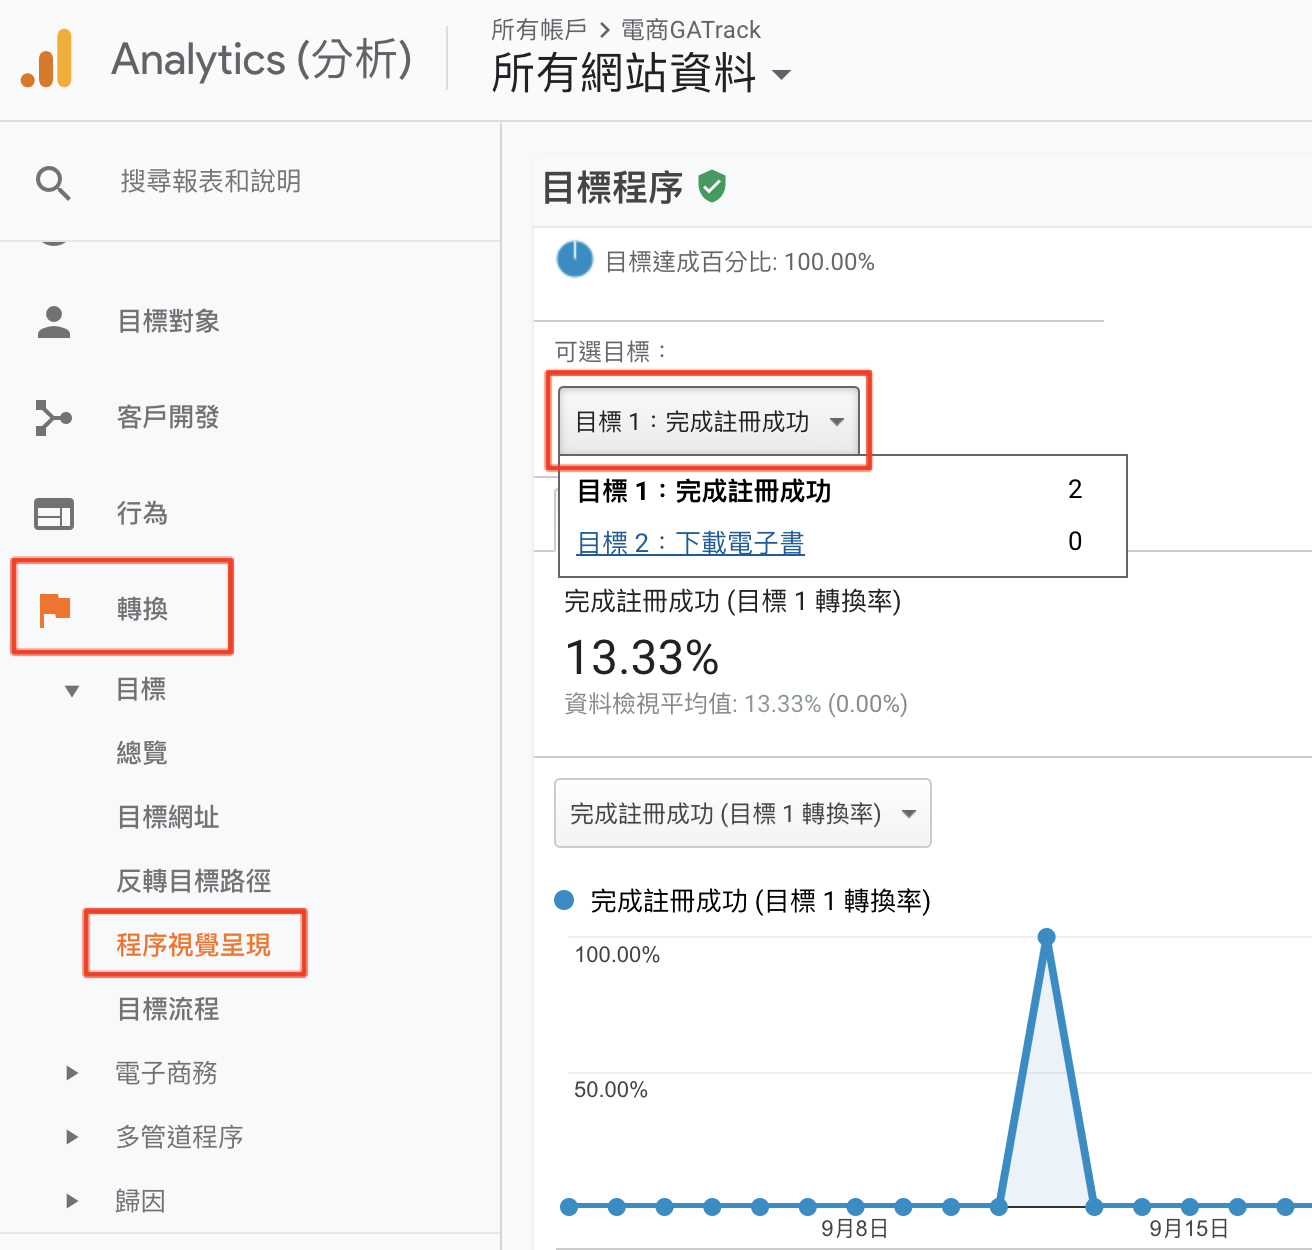 Analytics (分析)
所有帳戶 > 電商GATrack
所有網站資料
搜尋報表和說明
目標對象
客戶開發
行為
轉換
目標
總覽
目標網址
反轉目標路徑
程序視覺呈現
目標流程
電子商務
多管道程序
歸因
目標程序
目標達成百分比: 100.00%
可選目標：
目標 1：完成註冊成功
目標 1：完成註冊成功 2
目標 2：下載電子書 0
完成註冊成功 (目標 1 轉換率)
13.33%
資料檢視平均值: 13.33% (0.00%)
完成註冊成功 (目標 1 轉換率)
完成註冊成功 (目標 1 轉換率)
100.00%
50.00%
9月8日 9月15日